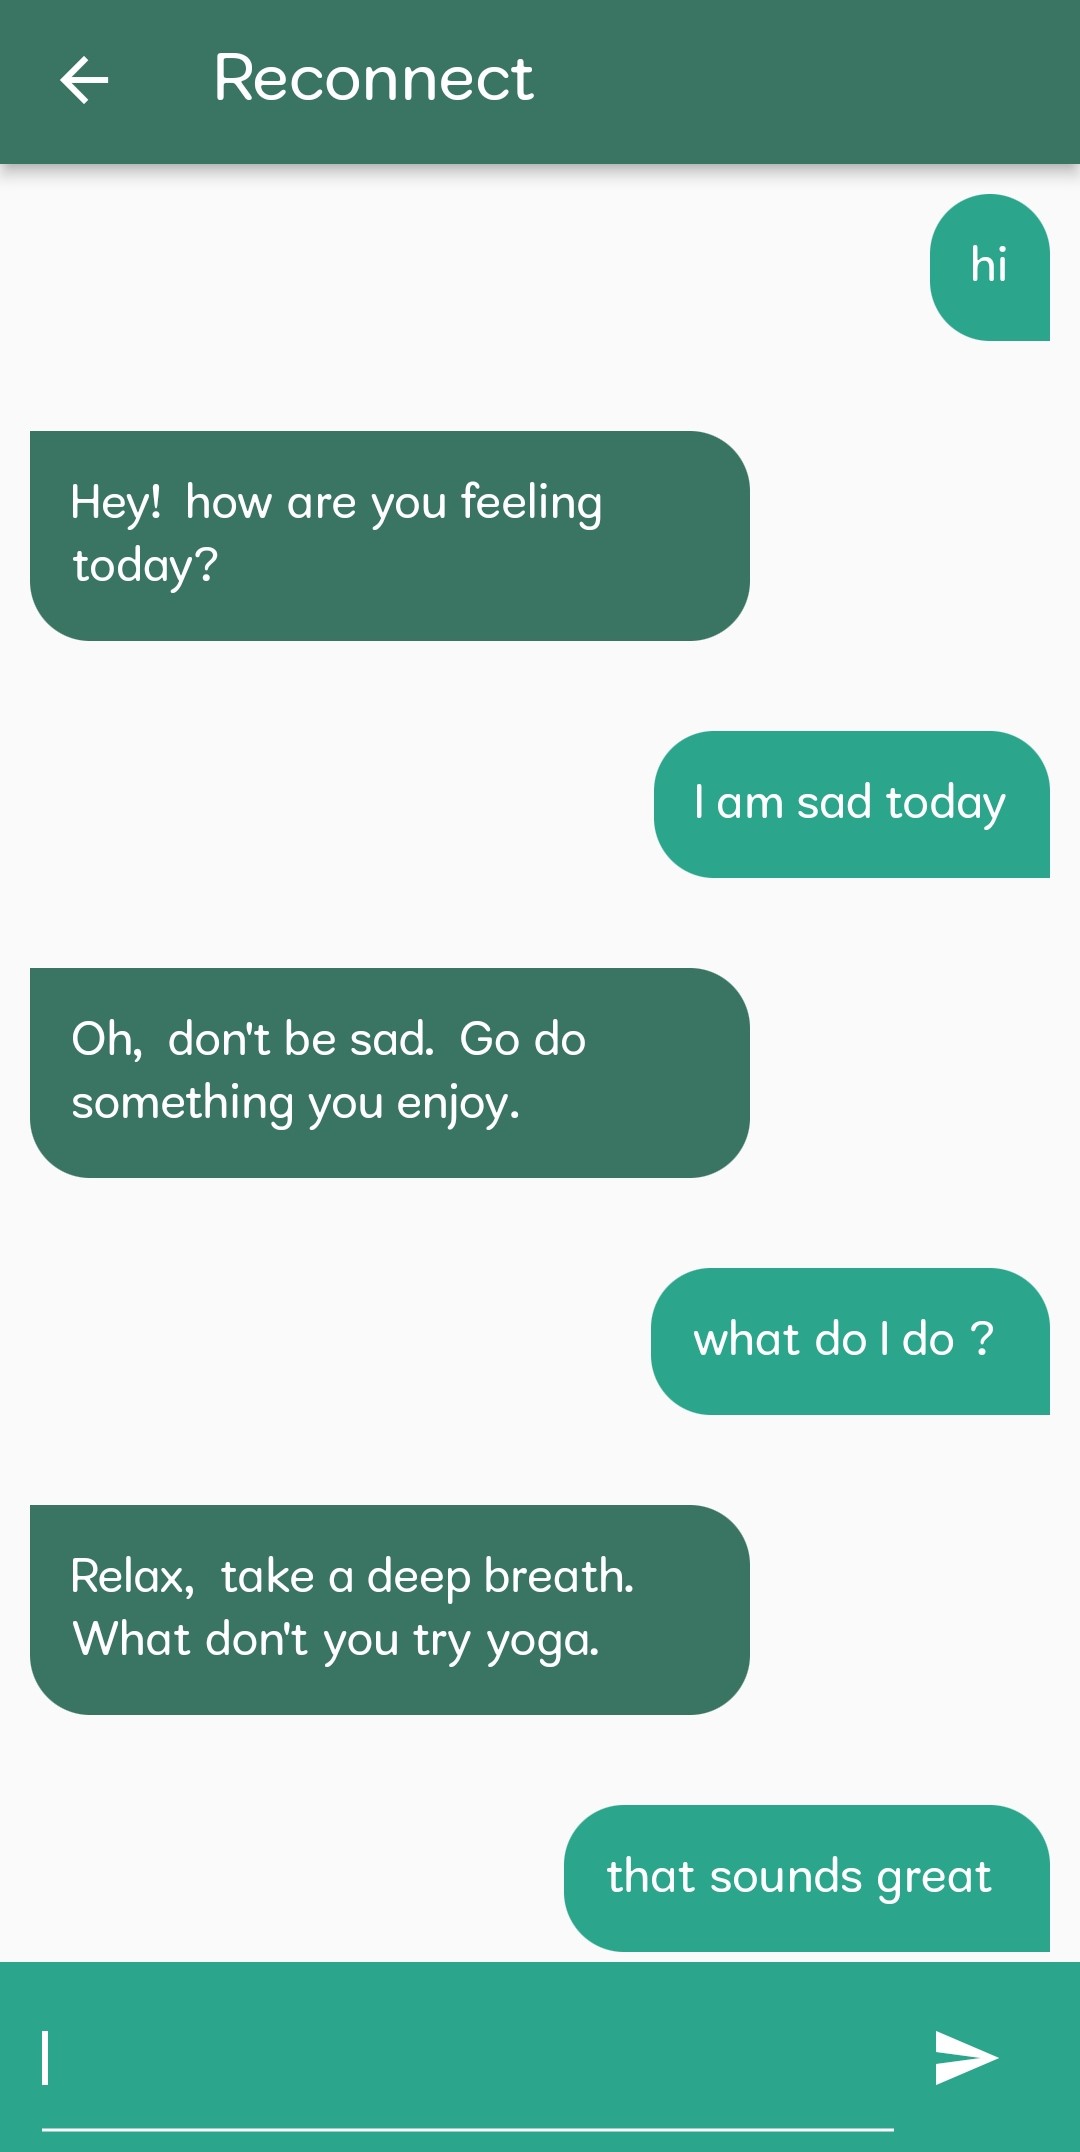 Reconnect
hi
Hey!  how are you feeling
today?
I am sad today
Oh,  don't be sad.  Go do
something you enjoy.
what do I do ?
Relax,  take a deep breath.
What don't you try yoga.
that sounds great